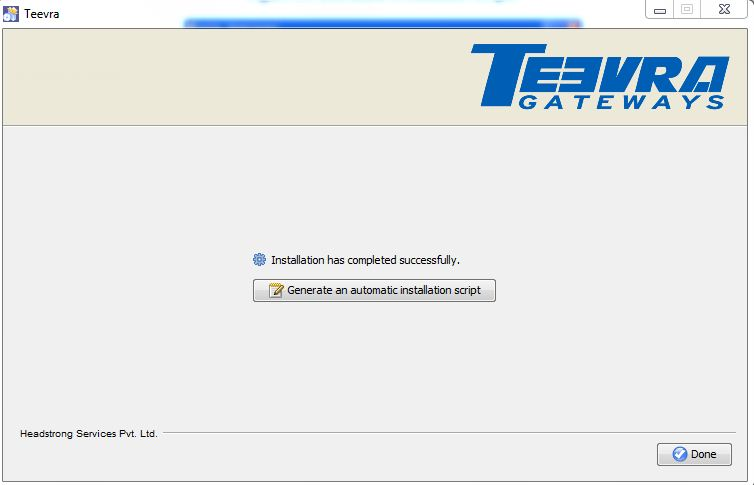 Teevra
TEEVRA
GATEWAYS
Installation has completed successfully.
Generate an automatic installation script
Headstrong Services Pvt. Ltd.
Done